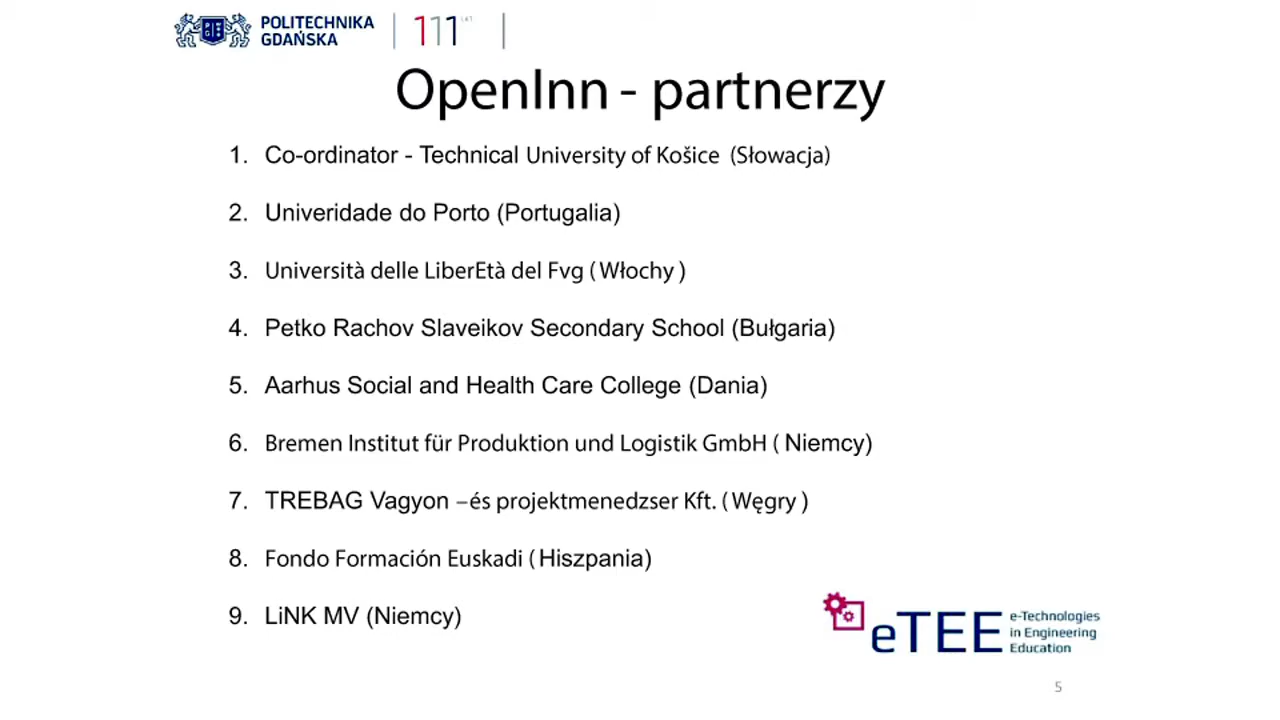 POLITECHNIKA
GDAŃSKA
111 LAT
OpenInn - partnerzy
1. Co-ordinator - Technical University of Košice (Słowacja)
2. Univeridade do Porto (Portugalia)
3. Università delle LiberEtà del Fvg ( Włochy )
4. Petko Rachov Slaveikov Secondary School (Bułgaria)
5. Aarhus Social and Health Care College (Dania)
6. Bremen Institut für Produktion und Logistik GmbH ( Niemcy)
7. TREBAG Vagyon –és projektmenedzser Kft. ( Węgry )
8. Fondo Formación Euskadi ( Hiszpania)
9. LiNK MV (Niemcy)
eTEE
e-Technologies
in Engineering
Education
5